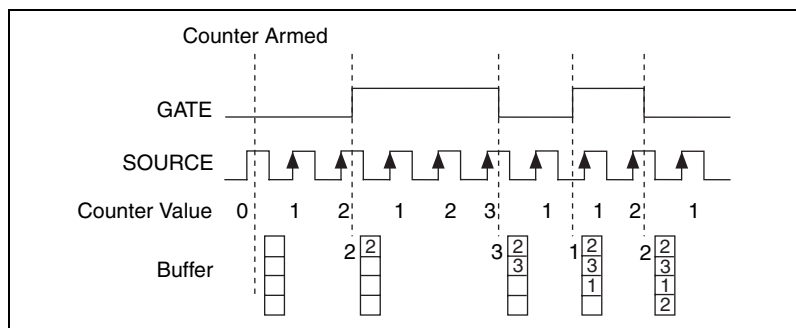 Counter Armed
GATE
SOURCE
Counter Value 0 1 2 1 2 3 1 1 2 1
Buffer 2 2 3 2 1 2 2 2
3 3 3
1 1
2